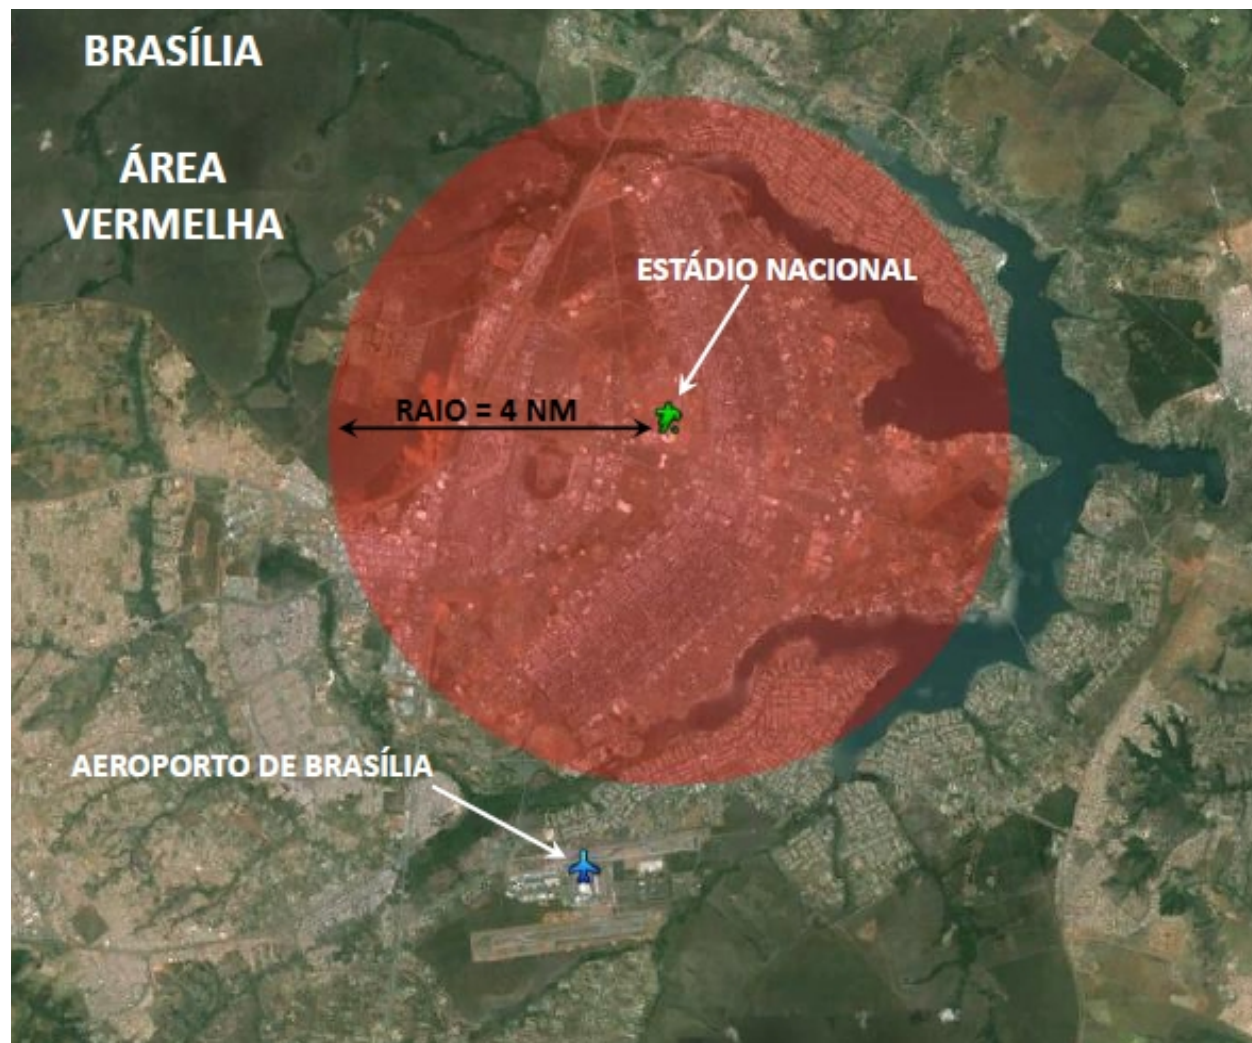 BRASÍLIA
ÁREA
VERMELHA
ESTÁDIO NACIONAL
RAIO = 4 NM
AEROPORTO DE BRASÍLIA